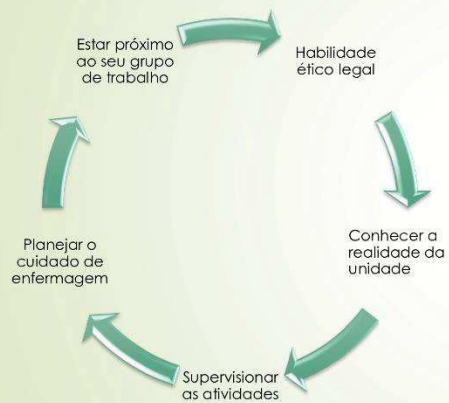 Estar próximo
ao seu grupo
de trabalho
Habilidade
ético legal
Conhecer a
realidade da
unidade
Supervisionar
as atividades
Planejar o
cuidado de
enfermagem